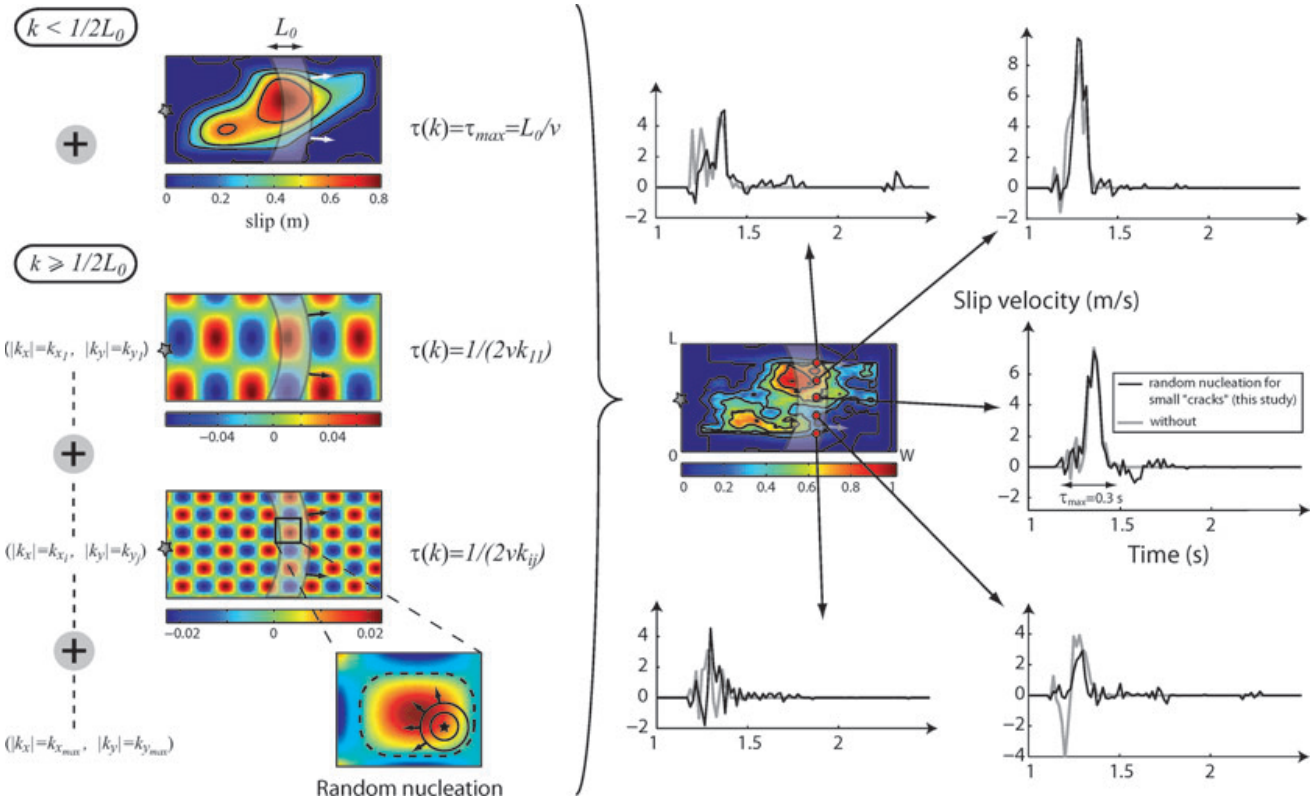 k < 1/2L₀
L₀
τ(k)=τmax=L₀/v
0 0.2 0.4 0.6 0.8
slip (m)
+
k ⩾ 1/2L₀
(|kx|=kx1, |ky|=ky1)
τ(k)=1/(2vk11)
−0.04 0 0.04
+
(|kx|=kxi, |ky|=kyj)
τ(k)=1/(2vkij)
−0.02 0 0.02
+
(|kx|=kxmax, |ky|=kymax)
Random nucleation
8
6
4
2
0
−2
1 1.5 2
8
6
4
2
0
−2
1 1.5 2
Slip velocity (m/s)
L
0
W
0 0.2 0.4 0.6 0.8 1
6
4
2
0
−2
random nucleation for
small "cracks" (this study)
without
τmax=0.3 s
1 1.5 2
Time (s)
4
2
0
−2
1 1.5 2
4
2
0
−2
−4
1 1.5 2